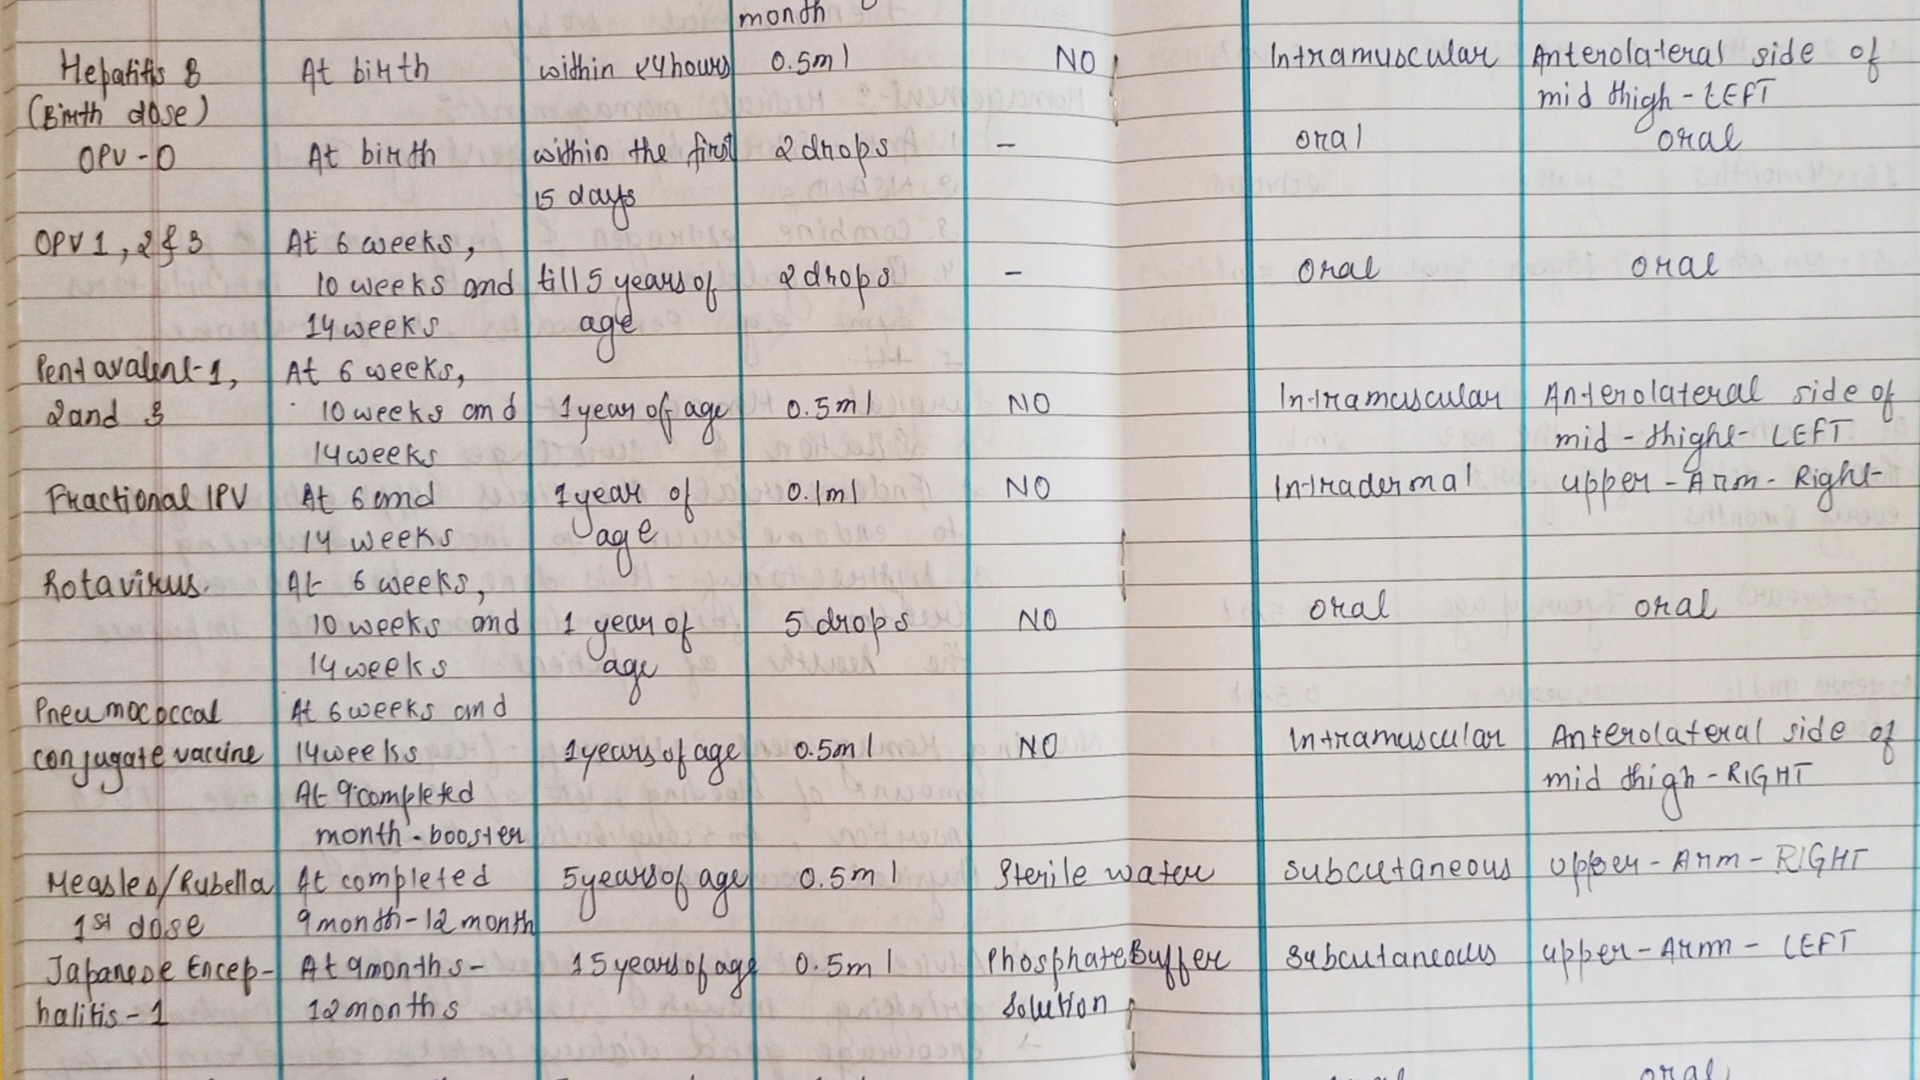 month
Hepatitis B At birth within 24hours 0.5ml NO Intramuscular Anterolateral side of
(Birth dose) mid thigh - LEFT
OPV - 0 At birth within the first 2 drops - oral oral
15 days
OPV 1, 2 & 3 At 6 weeks,
10 weeks and till 5 years of 2 drops - oral oral
14 weeks age
Pentavalent-1, At 6 weeks,
2 and 3 10 weeks and 1 year of age 0.5ml NO Intramuscular Anterolateral side of
14 weeks mid - thigh - LEFT
Fractional IPV At 6 and 1 year of 0.1ml NO Intradermal upper - Arm - Right
14 weeks age
Rotavirus. At 6 weeks,
10 weeks and 1 year of 5 drops NO oral oral
14 weeks age
Pneumococcal At 6 weeks and
conjugate vaccine 14 weeks 1 years of age 0.5ml NO Intramuscular Anterolateral side of
At 9 completed mid thigh - RIGHT
month - booster
Measles/Rubella At completed 5 years of age 0.5ml Sterile water subcutaneous Upper - Arm - RIGHT
1st dose 9 month - 12 month
Japanese Encep- At 9 months - 15 years of age 0.5ml Phosphate Buffer Subcutaneous upper - Arm - LEFT
halitis - 1 12 months Solution
oral